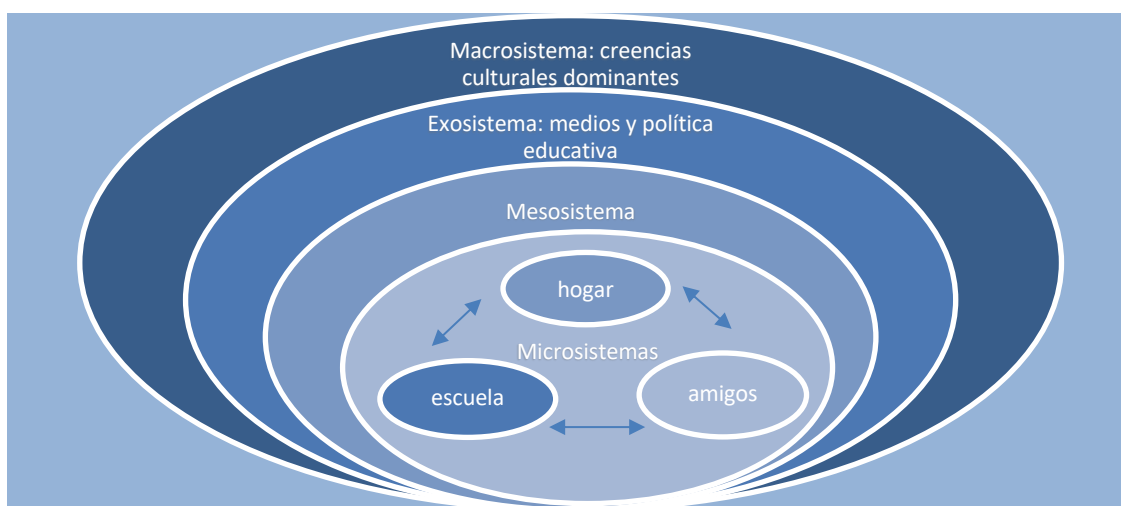 Macrosistema: creencias
culturales dominantes
Exosistema: medios y política
educativa
Mesosistema
hogar
Microsistemas
escuela
amigos